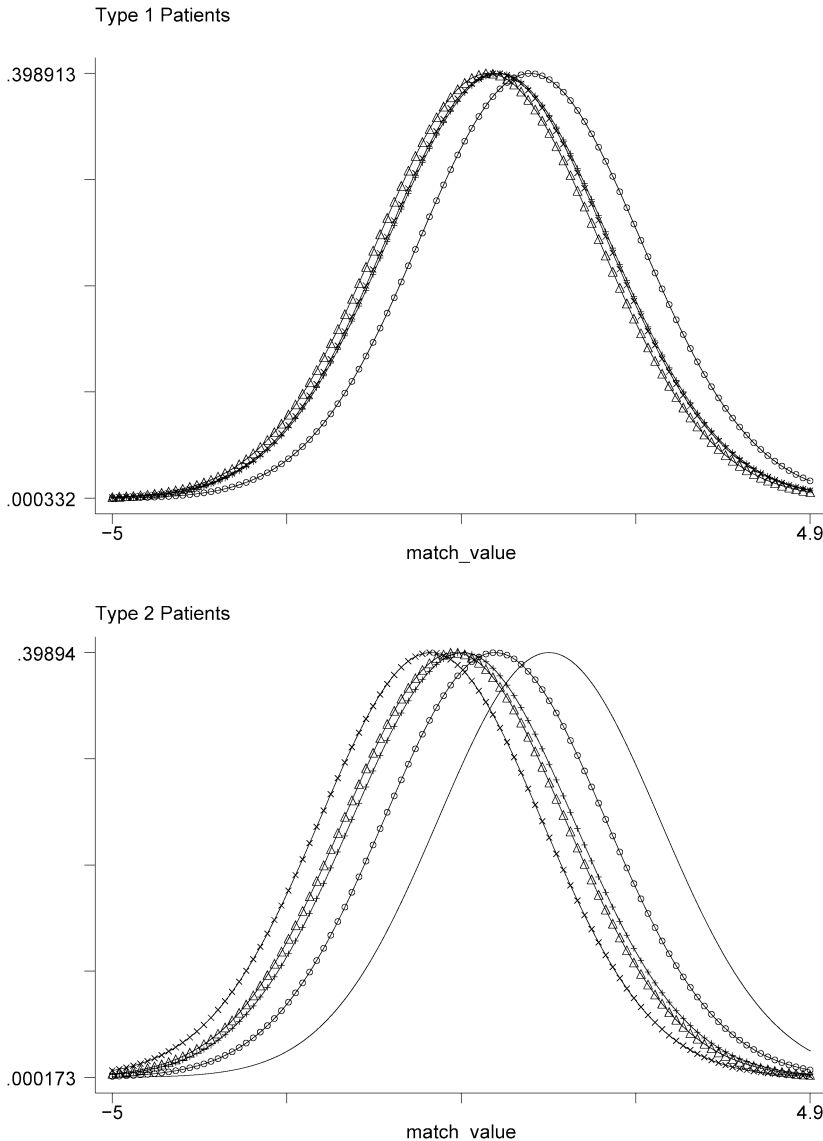 Type 1 Patients
.398913
.000332
−5
4.9
match_value
Type 2 Patients
.39894
.000173
−5
4.9
match_value